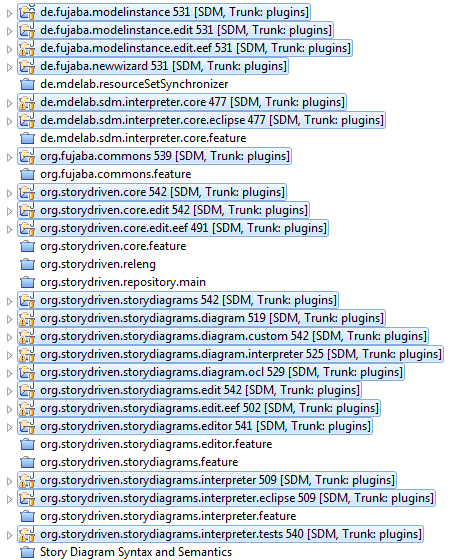 de.fujaba.modelinstance 531 [SDM, Trunk: plugins]
de.fujaba.modelinstance.edit 531 [SDM, Trunk: plugins]
de.fujaba.modelinstance.edit.eef 531 [SDM, Trunk: plugins]
de.fujaba.newwizard 531 [SDM, Trunk: plugins]
de.mdelab.resourceSetSynchronizer
de.mdelab.sdm.interpreter.core 477 [SDM, Trunk: plugins]
de.mdelab.sdm.interpreter.core.eclipse 477 [SDM, Trunk: plugins]
de.mdelab.sdm.interpreter.core.feature
org.fujaba.commons 539 [SDM, Trunk: plugins]
org.fujaba.commons.feature
org.storydriven.core 542 [SDM, Trunk: plugins]
org.storydriven.core.edit 542 [SDM, Trunk: plugins]
org.storydriven.core.edit.eef 491 [SDM, Trunk: plugins]
org.storydriven.core.feature
org.storydriven.releng
org.storydriven.repository.main
org.storydriven.storydiagrams 542 [SDM, Trunk: plugins]
org.storydriven.storydiagrams.diagram 519 [SDM, Trunk: plugins]
org.storydriven.storydiagrams.diagram.custom 542 [SDM, Trunk: plugins]
org.storydriven.storydiagrams.diagram.interpreter 525 [SDM, Trunk: plugins]
org.storydriven.storydiagrams.diagram.ocl 529 [SDM, Trunk: plugins]
org.storydriven.storydiagrams.edit 542 [SDM, Trunk: plugins]
org.storydriven.storydiagrams.edit.eef 502 [SDM, Trunk: plugins]
org.storydriven.storydiagrams.editor 541 [SDM, Trunk: plugins]
org.storydriven.storydiagrams.editor.feature
org.storydriven.storydiagrams.feature
org.storydriven.storydiagrams.interpreter 509 [SDM, Trunk: plugins]
org.storydriven.storydiagrams.interpreter.eclipse 509 [SDM, Trunk: plugins]
org.storydriven.storydiagrams.interpreter.feature
org.storydriven.storydiagrams.interpreter.tests 540 [SDM, Trunk: plugins]
Story Diagram Syntax and Semantics